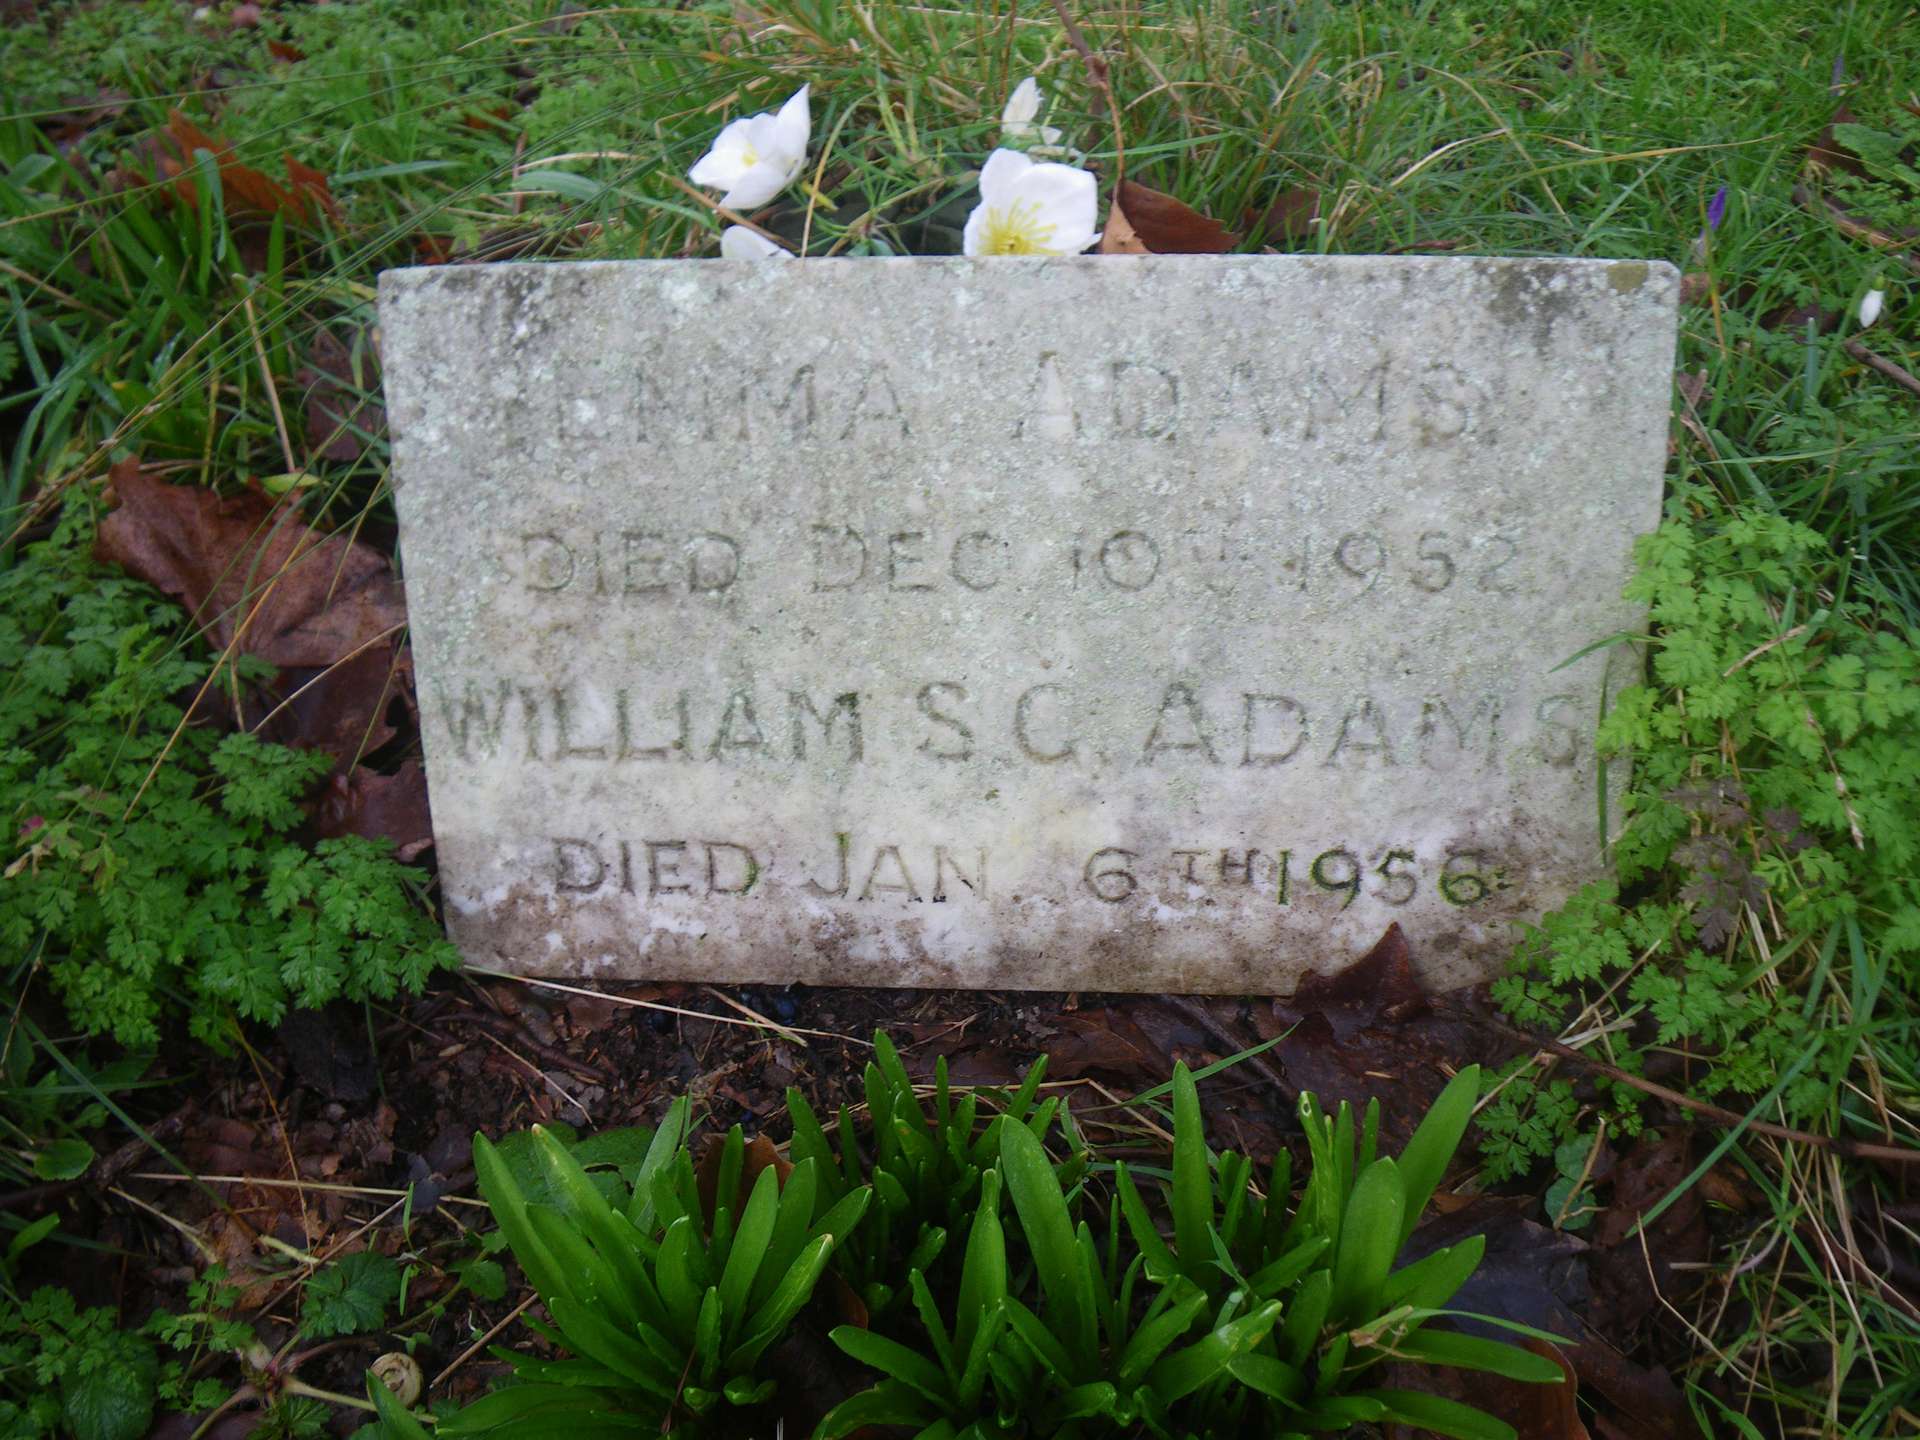 EMMA ADAMS
DIED DEC 10TH 1952
WILLIAM S.C. ADAMS
DIED JAN 6TH 1956